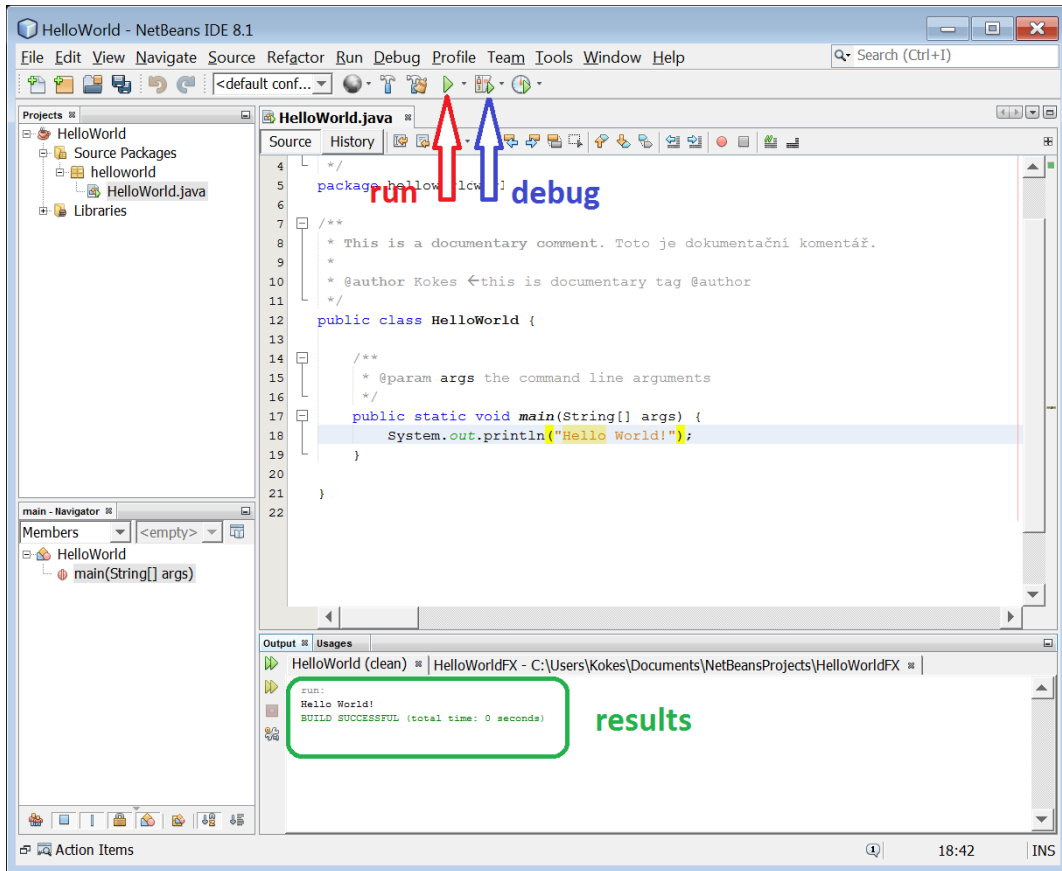 HelloWorld - NetBeans IDE 8.1
File Edit View Navigate Source Refactor Run Debug Profile Team Tools Window Help
Search (Ctrl+I)
<default conf...
Projects
HelloWorld
Source Packages
helloworld
HelloWorld.java
Libraries
HelloWorld.java
Source History
run debug
4 */
5 package
6
7 /**
8 * This is a documentary comment. Toto je dokumentační komentář.
9 *
10 * @author Kokes ←this is documentary tag @author
11 */
12 public class HelloWorld {
13
14 /**
15 * @param args the command line arguments
16 */
17 public static void main(String[] args) {
18 System.out.println("Hello World!");
19 }
20
21 }
22
main - Navigator
Members <empty>
HelloWorld
main(String[] args)
Output Usages
HelloWorld (clean) HelloWorldFX - C:\Users\Kokes\Documents\NetBeansProjects\HelloWorldFX
run:
Hello World!
BUILD SUCCESSFUL (total time: 0 seconds)
results
Action Items
1
18:42 INS